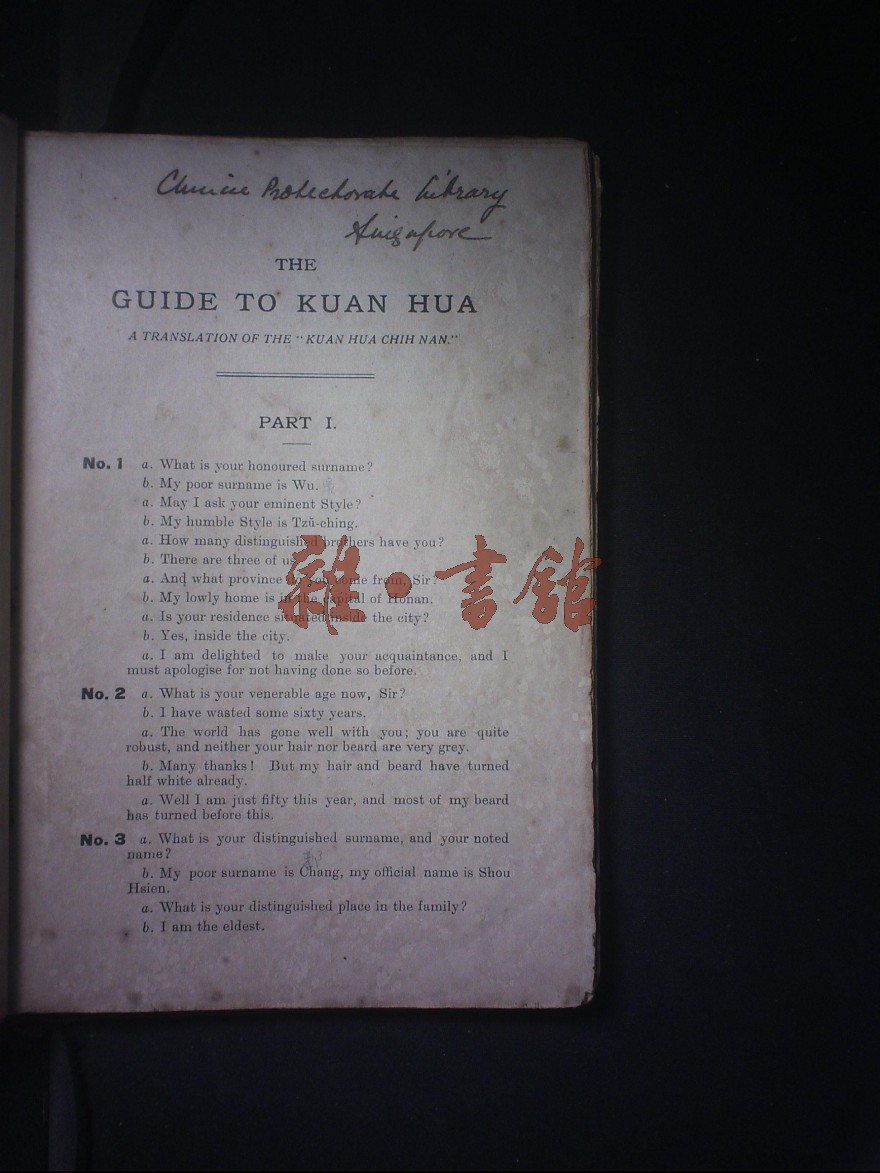 Chinese Protectorate Library
Singapore
THE
GUIDE TO KUAN HUA
A TRANSLATION OF THE "KUAN HUA CHIH NAN."
PART I.
No. 1 a. What is your honoured surname?
b. My poor surname is Wu.
a. May I ask your eminent Style?
b. My humble Style is Tzŭ-ching.
a. How many distinguished brothers have you?
b. There are three of us.
a. And what province do you come from, Sir?
b. My lowly home is in the capital of Honan.
a. Is your residence situated inside the city?
b. Yes, inside the city.
a. I am delighted to make your acquaintance, and I
must apologise for not having done so before.
No. 2 a. What is your venerable age now, Sir?
b. I have wasted some sixty years.
a. The world has gone well with you; you are quite
robust, and neither your hair nor beard are very grey.
b. Many thanks! But my hair and beard have turned
half white already.
a. Well I am just fifty this year, and most of my beard
has turned before this.
No. 3 a. What is your distinguished surname, and your noted
name?
b. My poor surname is Chang, my official name is Shou
Hsien.
a. What is your distinguished place in the family?
b. I am the eldest.
雜·書館